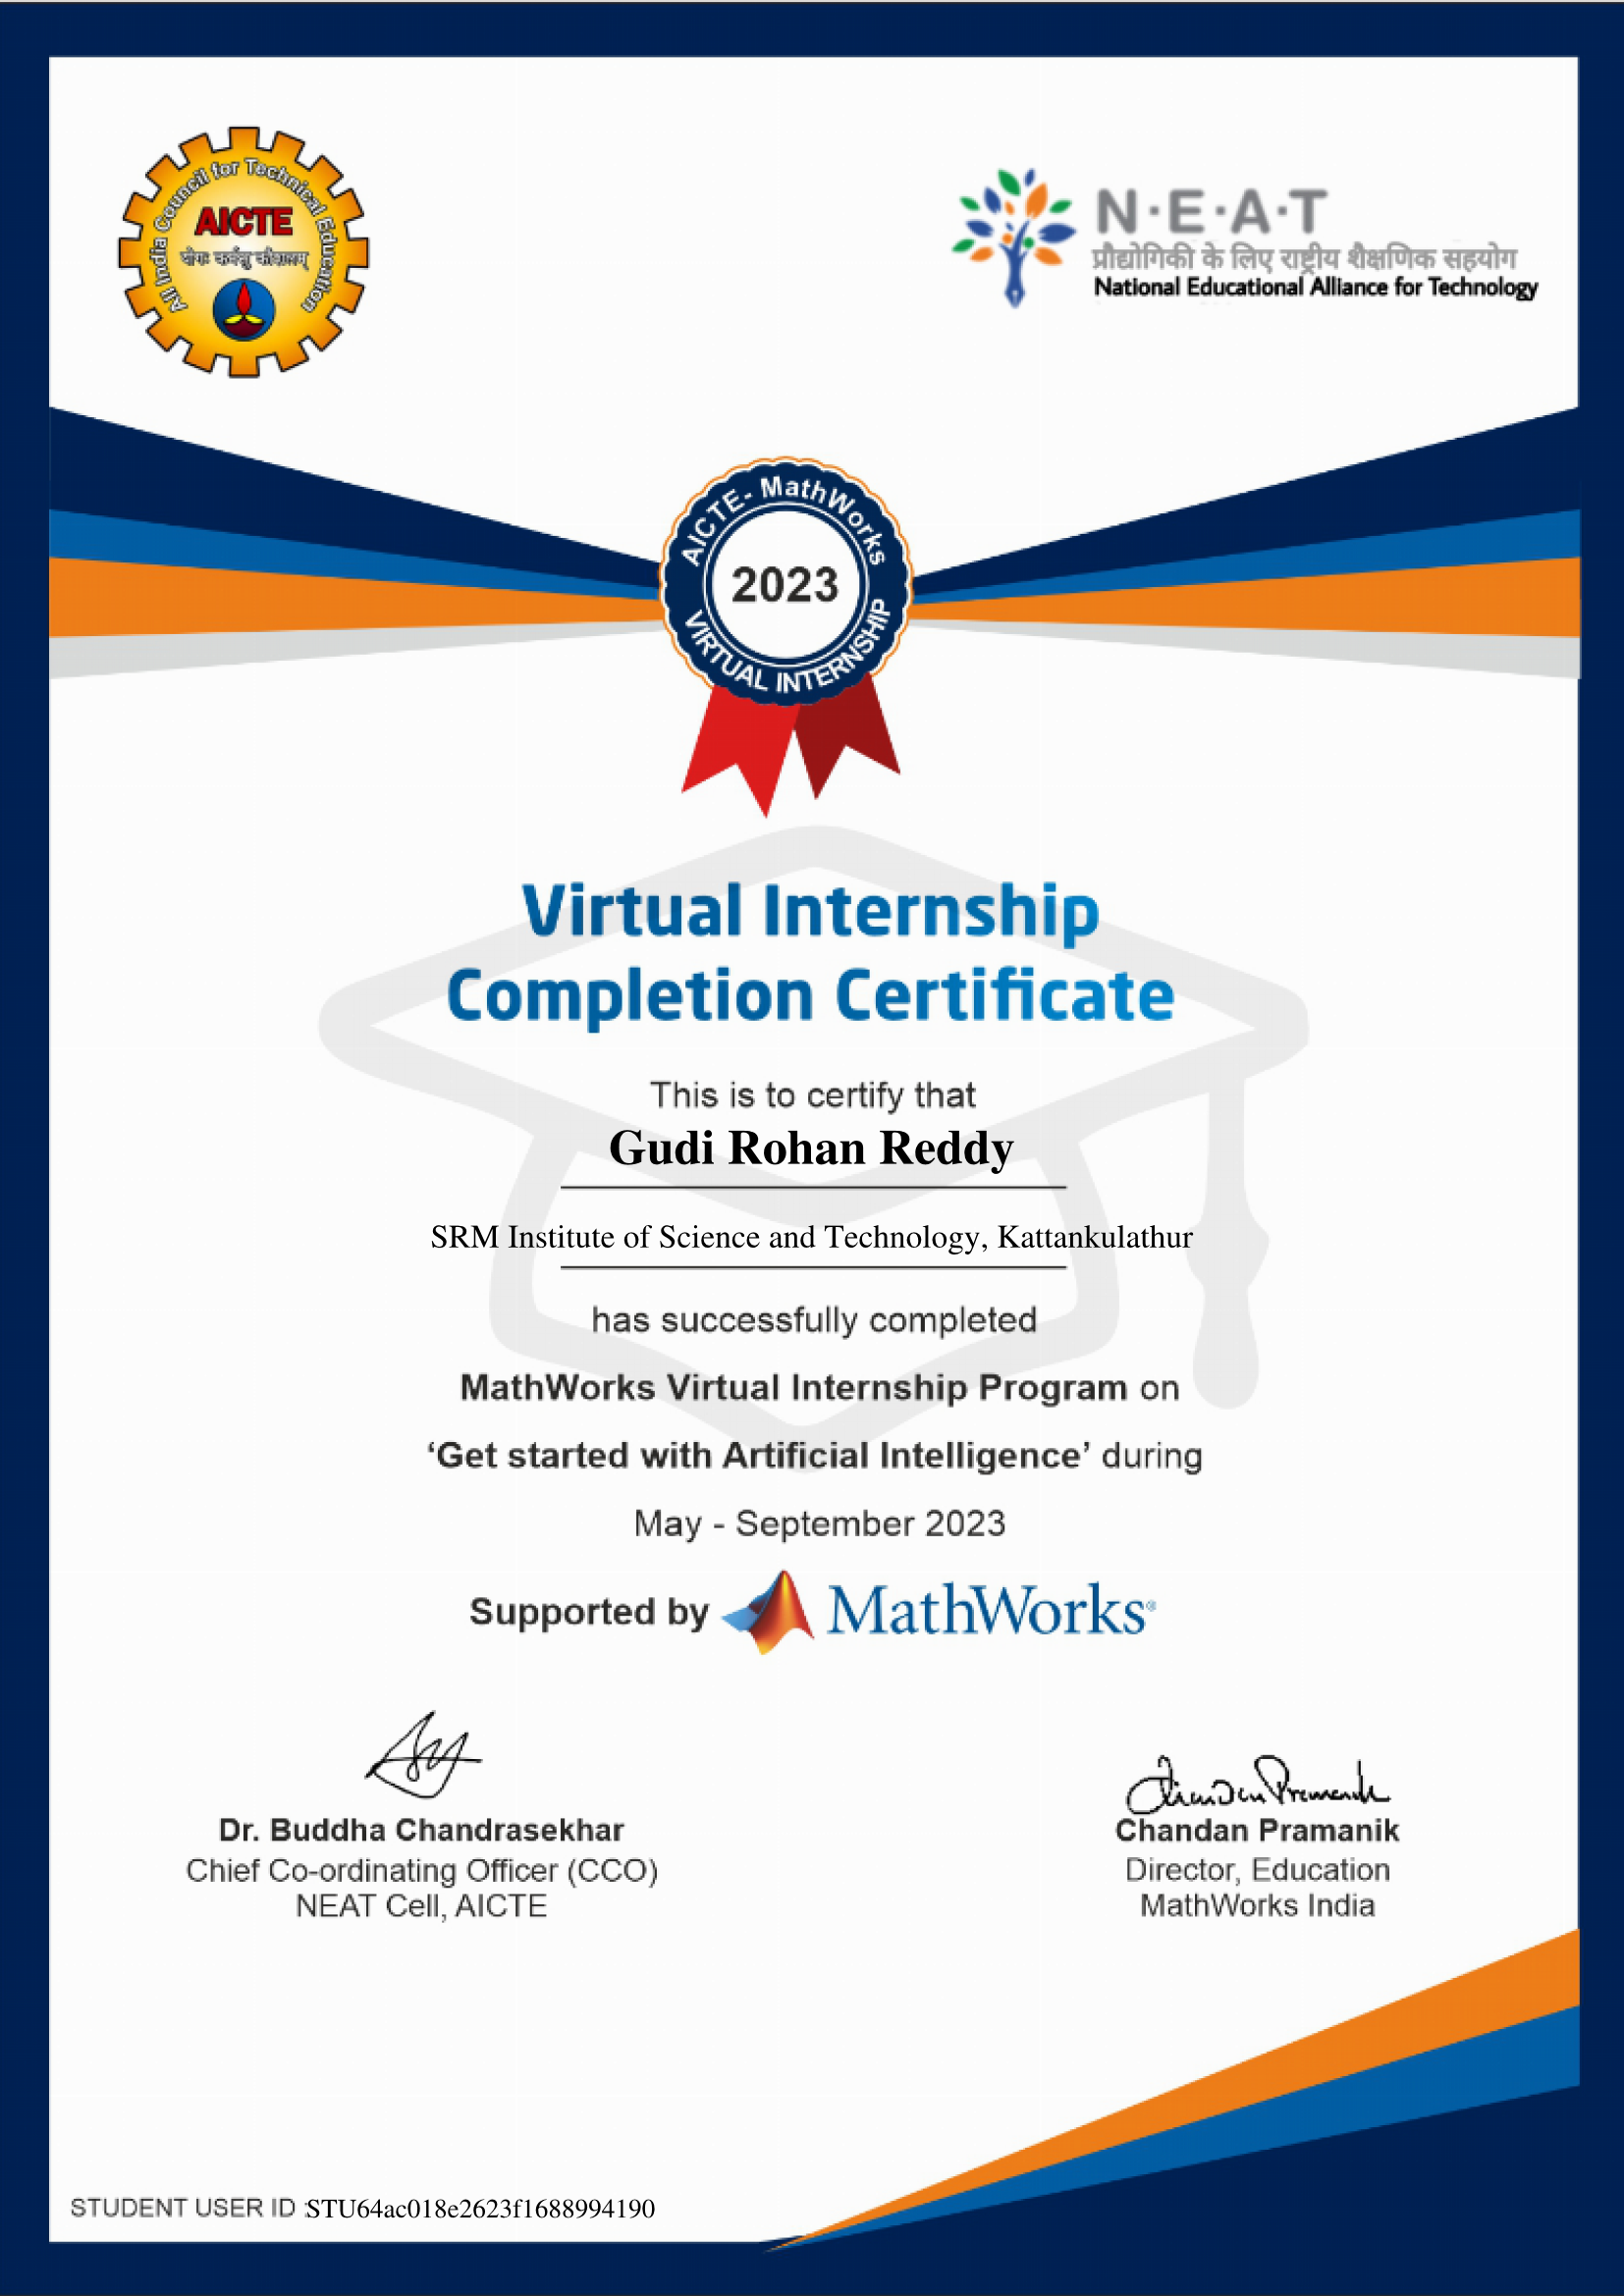 All India Council for Technical Education
AICTE
योगः कर्मसु कौशलम्
N·E·A·T
प्रौद्योगिकी के लिए राष्ट्रीय शैक्षणिक सहयोग
National Educational Alliance for Technology
AICTE- MathWorks
2023
VIRTUAL INTERNSHIP
Virtual Internship
Completion Certificate
This is to certify that
Gudi Rohan Reddy
SRM Institute of Science and Technology, Kattankulathur
has successfully completed
MathWorks Virtual Internship Program on
‘Get started with Artificial Intelligence’ during
May - September 2023
Supported by MathWorks®
Chandan Pramanik
Dr. Buddha Chandrasekhar
Chief Co-ordinating Officer (CCO)
NEAT Cell, AICTE
Chandan Pramanik
Director, Education
MathWorks India
STUDENT USER ID :STU64ac018e2623f1688994190